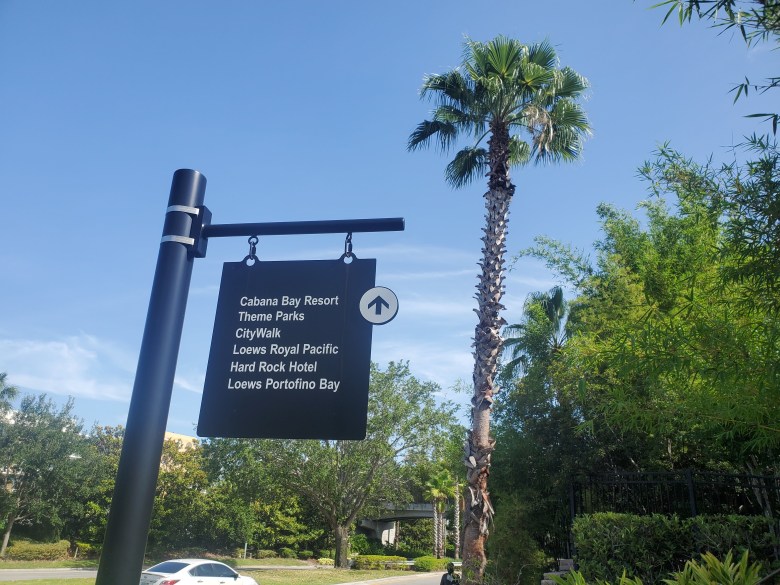 Cabana Bay Resort
Theme Parks
CityWalk
Loews Royal Pacific
Hard Rock Hotel
Loews Portofino Bay